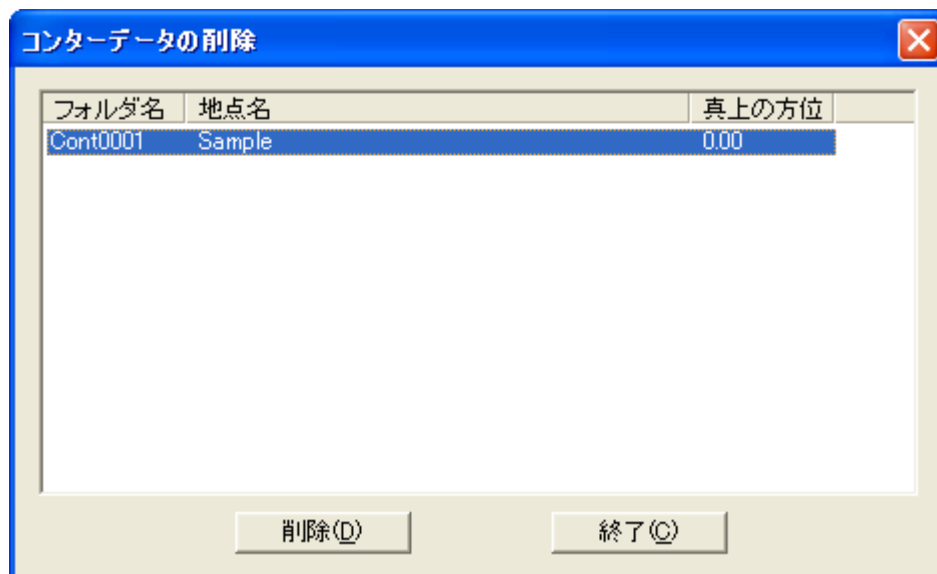 コンターデータの削除
フォルダ名 地点名 真上の方位
Cont0001 Sample 0.00
削除(D) 終了(C)